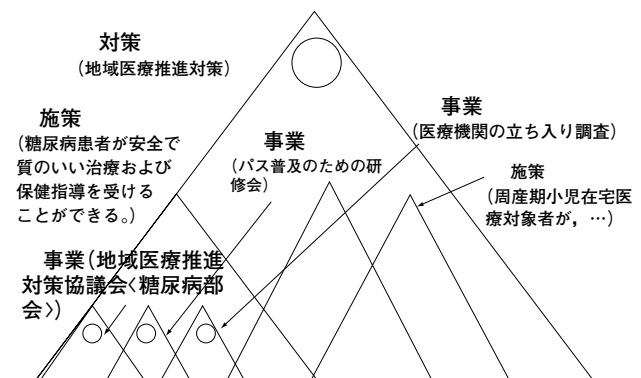 対策
（地域医療推進対策）
施策
（糖尿病患者が安全で
質のいい治療および
保健指導を受ける
ことができる。）
事業
（パス普及のための研
修会）
事業
（医療機関の立ち入り調査）
施策
（周産期小児在宅医
療対象者が，…）
事業（地域医療推進
対策協議会〈糖尿病部
会〉）